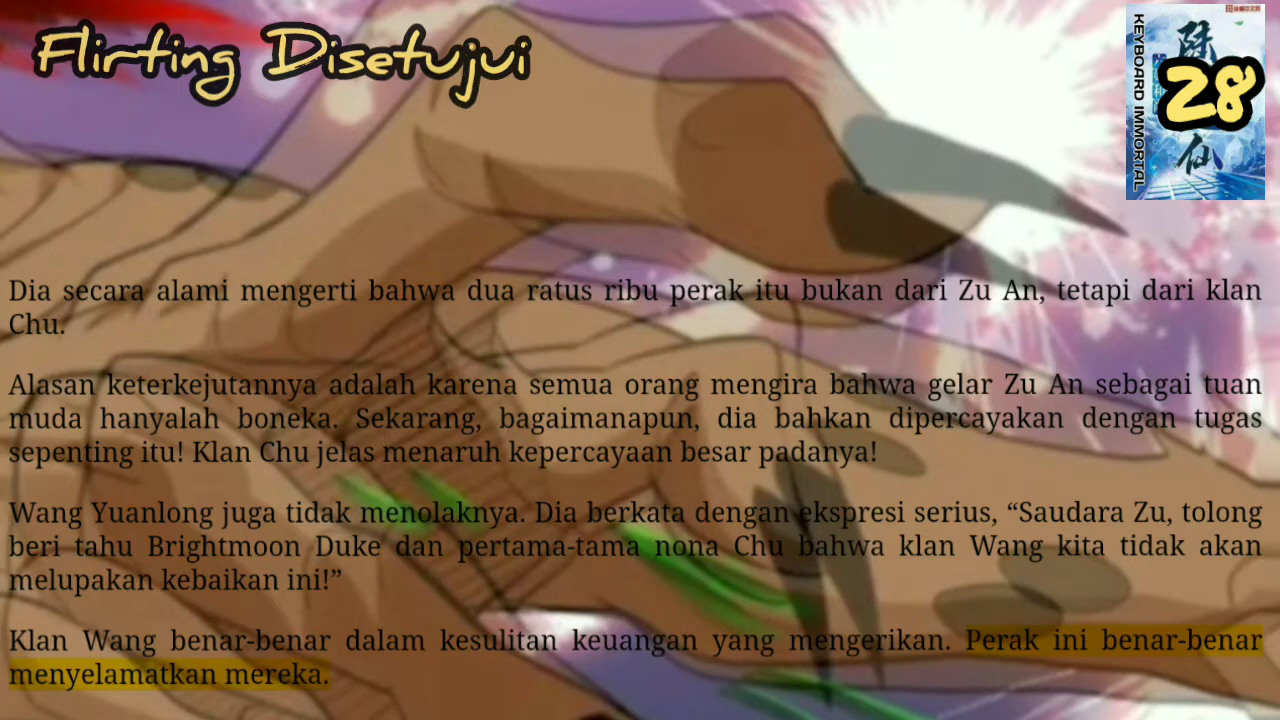 Flirting Disetujui
KEYBOARD IMMORTAL
陆
仙
28
Dia secara alami mengerti bahwa dua ratus ribu perak itu bukan dari Zu An, tetapi dari klan
Chu.
Alasan keterkejutannya adalah karena semua orang mengira bahwa gelar Zu An sebagai tuan
muda hanyalah boneka. Sekarang, bagaimanapun, dia bahkan dipercayakan dengan tugas
sepenting itu! Klan Chu jelas menaruh kepercayaan besar padanya!
Wang Yuanlong juga tidak menolaknya. Dia berkata dengan ekspresi serius, “Saudara Zu, tolong
beri tahu Brightmoon Duke dan pertama-tama nona Chu bahwa klan Wang kita tidak akan
melupakan kebaikan ini!”
Klan Wang benar-benar dalam kesulitan keuangan yang mengerikan. Perak ini benar-benar
menyelamatkan mereka.